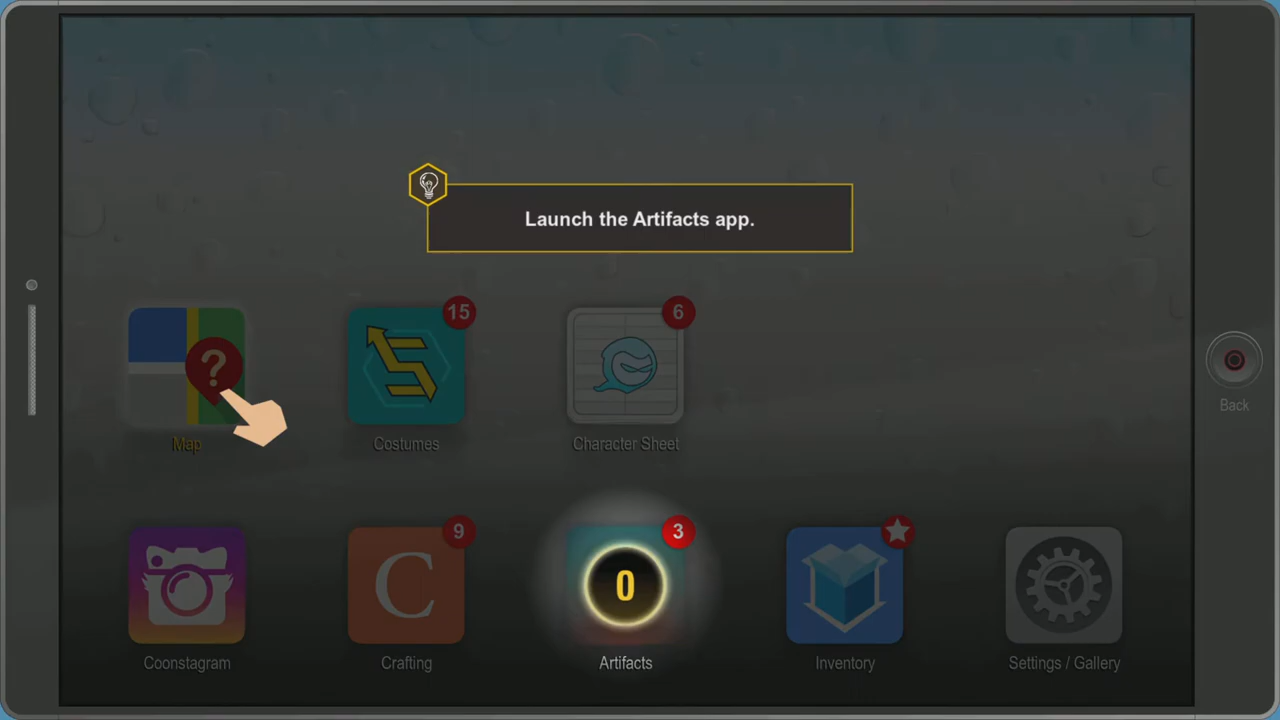 Launch the Artifacts app.
15
6
?
Map
Costumes
Character Sheet
Back
9
3
C
0
Coonstagram
Crafting
Artifacts
Inventory
Settings / Gallery